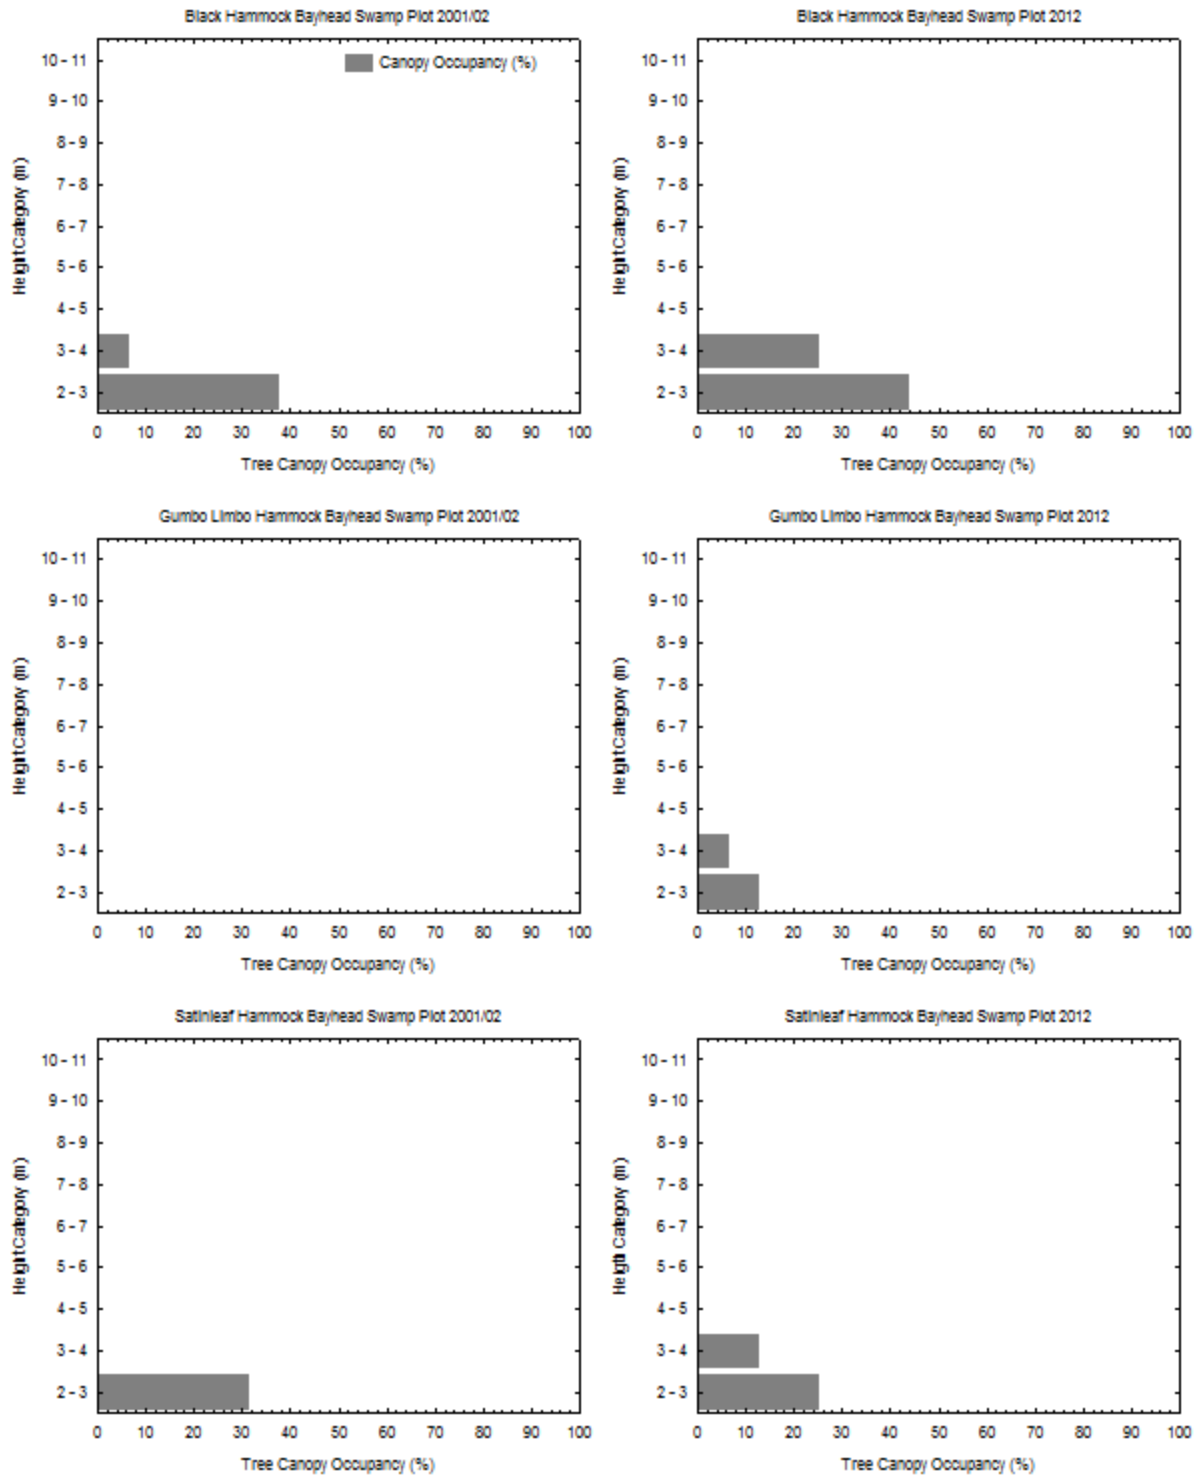 Black Hammock Bayhead Swamp Plot 2001/02
Canopy Occupancy (%)
Height Category (m)
10 - 11
9 - 10
8 - 9
7 - 8
6 - 7
5 - 6
4 - 5
3 - 4
2 - 3
0 10 20 30 40 50 60 70 80 90 100
Tree Canopy Occupancy (%)
Black Hammock Bayhead Swamp Plot 2012
Height Category (m)
10 - 11
9 - 10
8 - 9
7 - 8
6 - 7
5 - 6
4 - 5
3 - 4
2 - 3
0 10 20 30 40 50 60 70 80 90 100
Tree Canopy Occupancy (%)
Gumbo Limbo Hammock Bayhead Swamp Plot 2001/02
Height Category (m)
10 - 11
9 - 10
8 - 9
7 - 8
6 - 7
5 - 6
4 - 5
3 - 4
2 - 3
0 10 20 30 40 50 60 70 80 90 100
Tree Canopy Occupancy (%)
Gumbo Limbo Hammock Bayhead Swamp Plot 2012
Height Category (m)
10 - 11
9 - 10
8 - 9
7 - 8
6 - 7
5 - 6
4 - 5
3 - 4
2 - 3
0 10 20 30 40 50 60 70 80 90 100
Tree Canopy Occupancy (%)
Satinleaf Hammock Bayhead Swamp Plot 2001/02
Height Category (m)
10 - 11
9 - 10
8 - 9
7 - 8
6 - 7
5 - 6
4 - 5
3 - 4
2 - 3
0 10 20 30 40 50 60 70 80 90 100
Tree Canopy Occupancy (%)
Satinleaf Hammock Bayhead Swamp Plot 2012
Height Category (m)
10 - 11
9 - 10
8 - 9
7 - 8
6 - 7
5 - 6
4 - 5
3 - 4
2 - 3
0 10 20 30 40 50 60 70 80 90 100
Tree Canopy Occupancy (%)